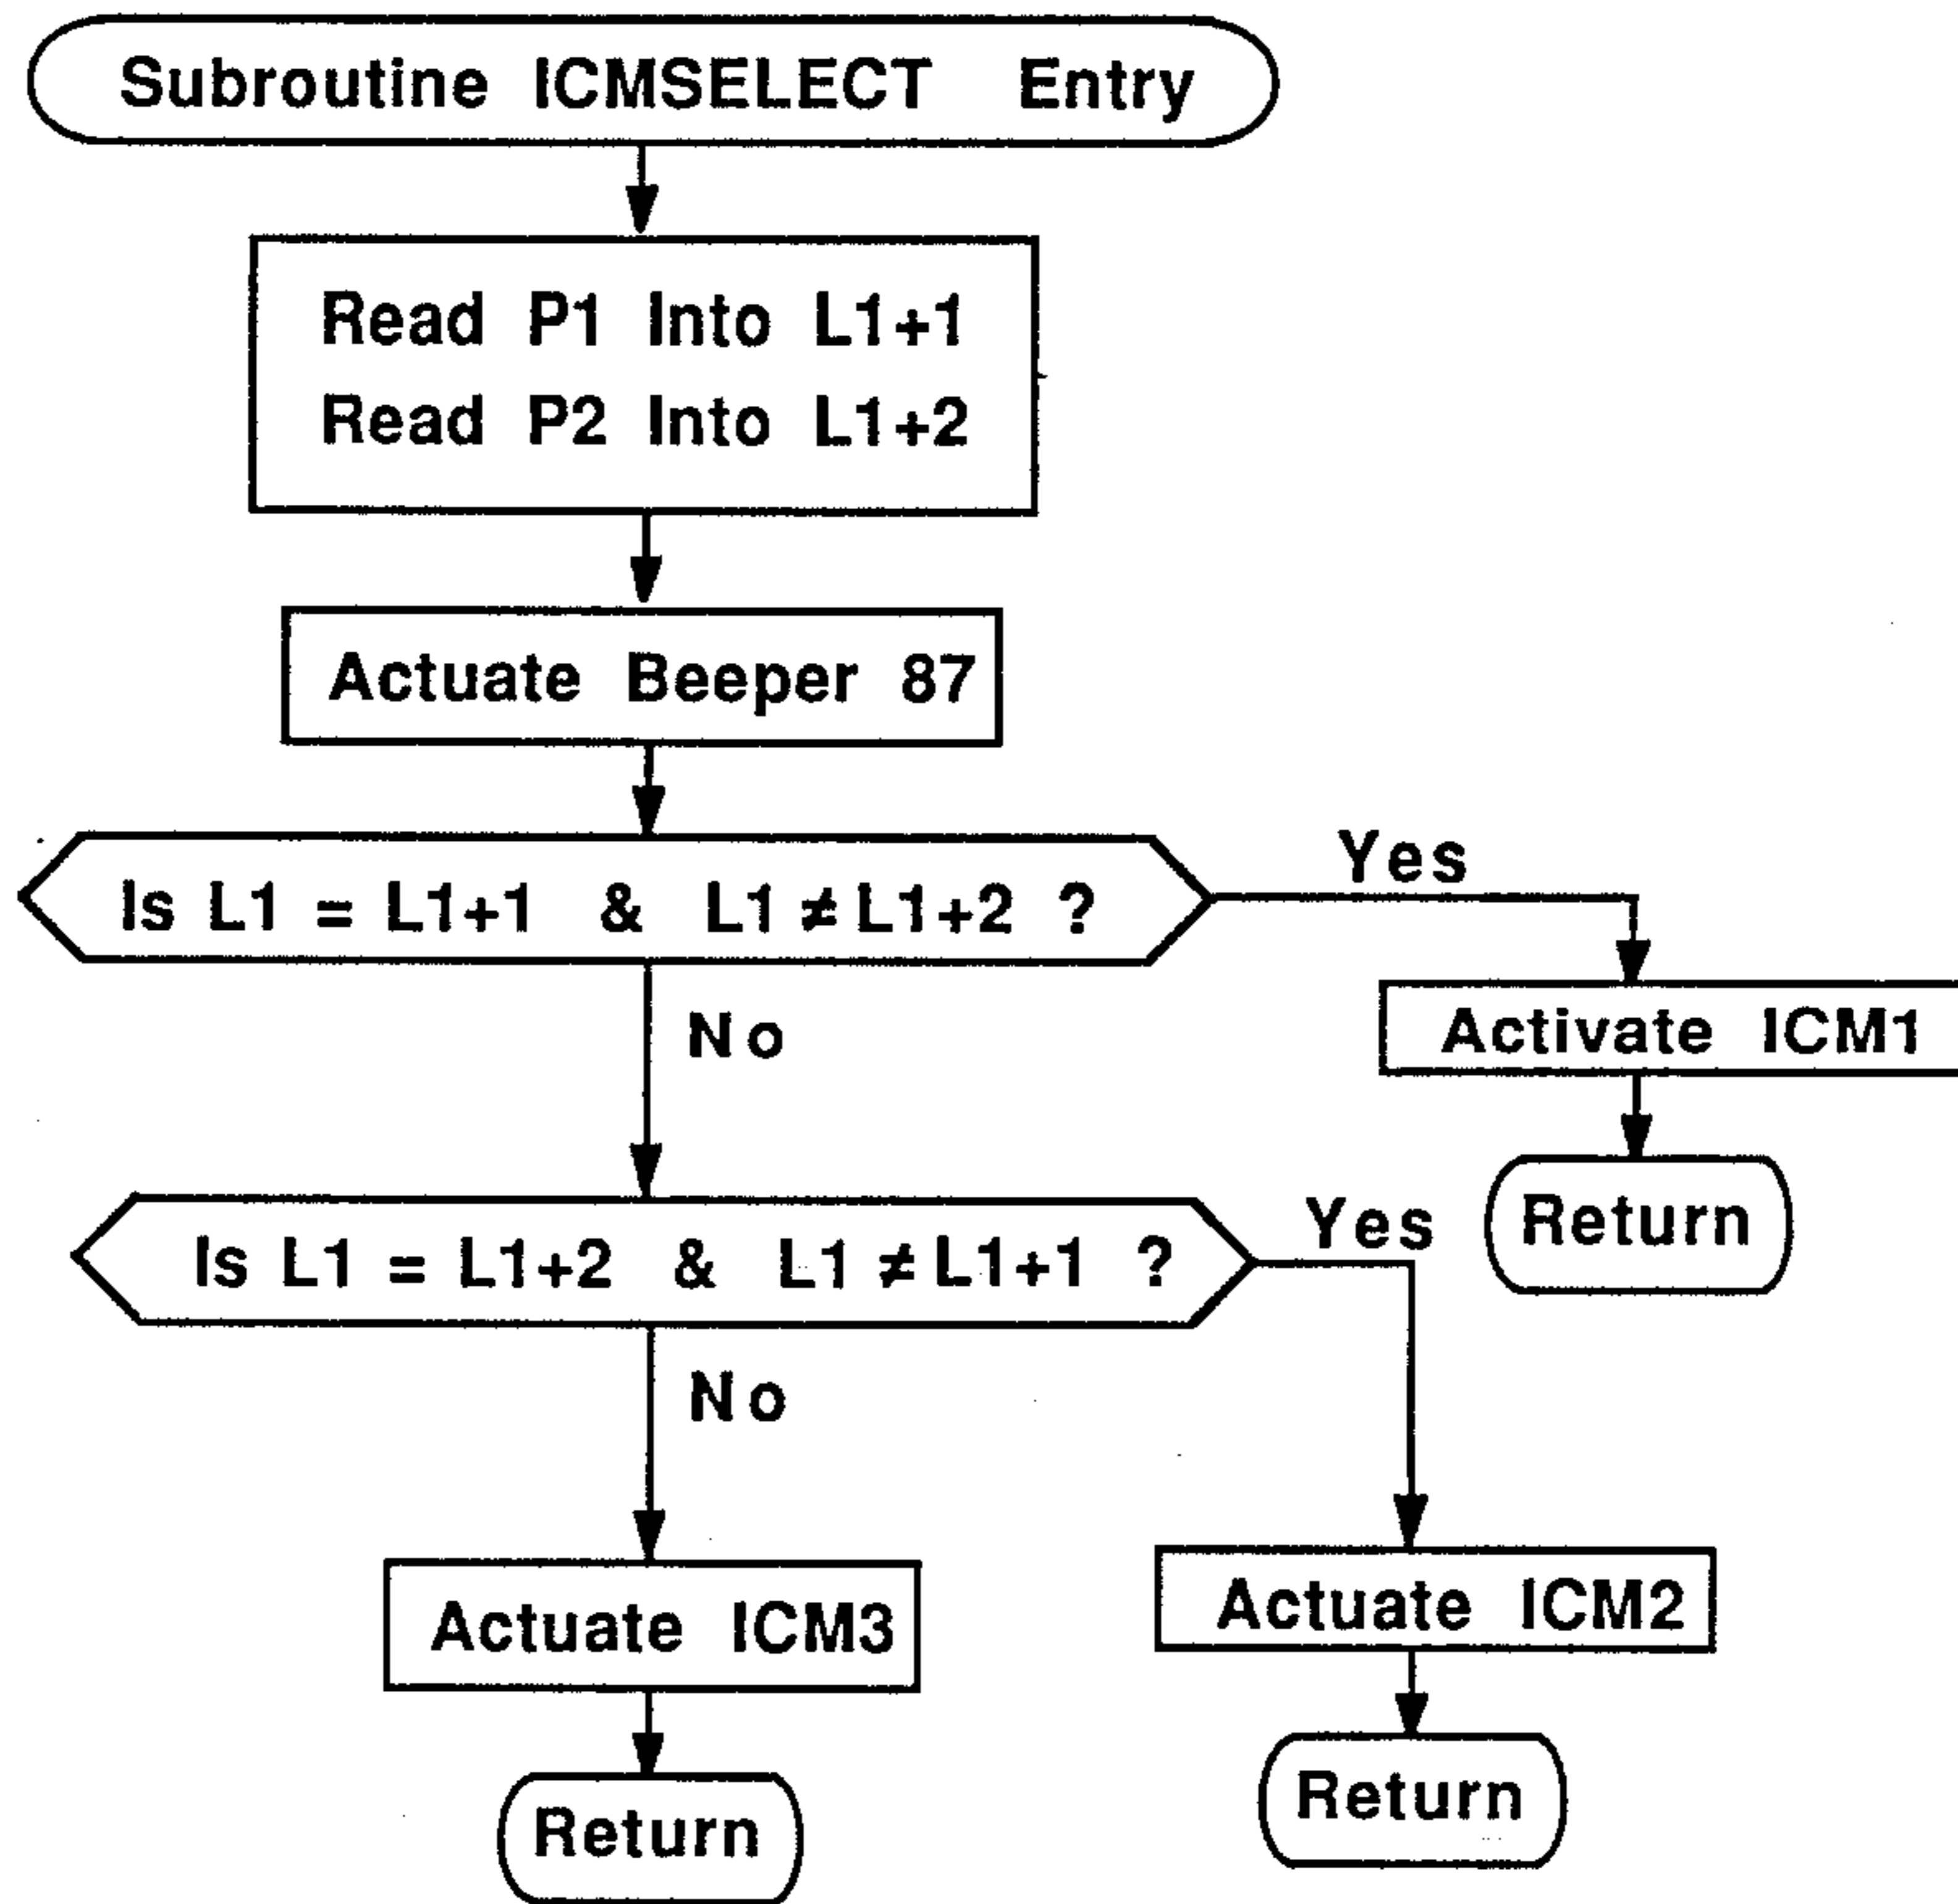 Subroutine ICMSELECT Entry
Read P1 Into L1+1
Read P2 Into L1+2
Actuate Beeper 87
Is L1 = L1+1 & L1 ≠ L1+2 ?
Yes
No
Activate ICM1
Return
Is L1 = L1+2 & L1 ≠ L1+1 ?
Yes
No
Actuate ICM3
Actuate ICM2
Return
Return